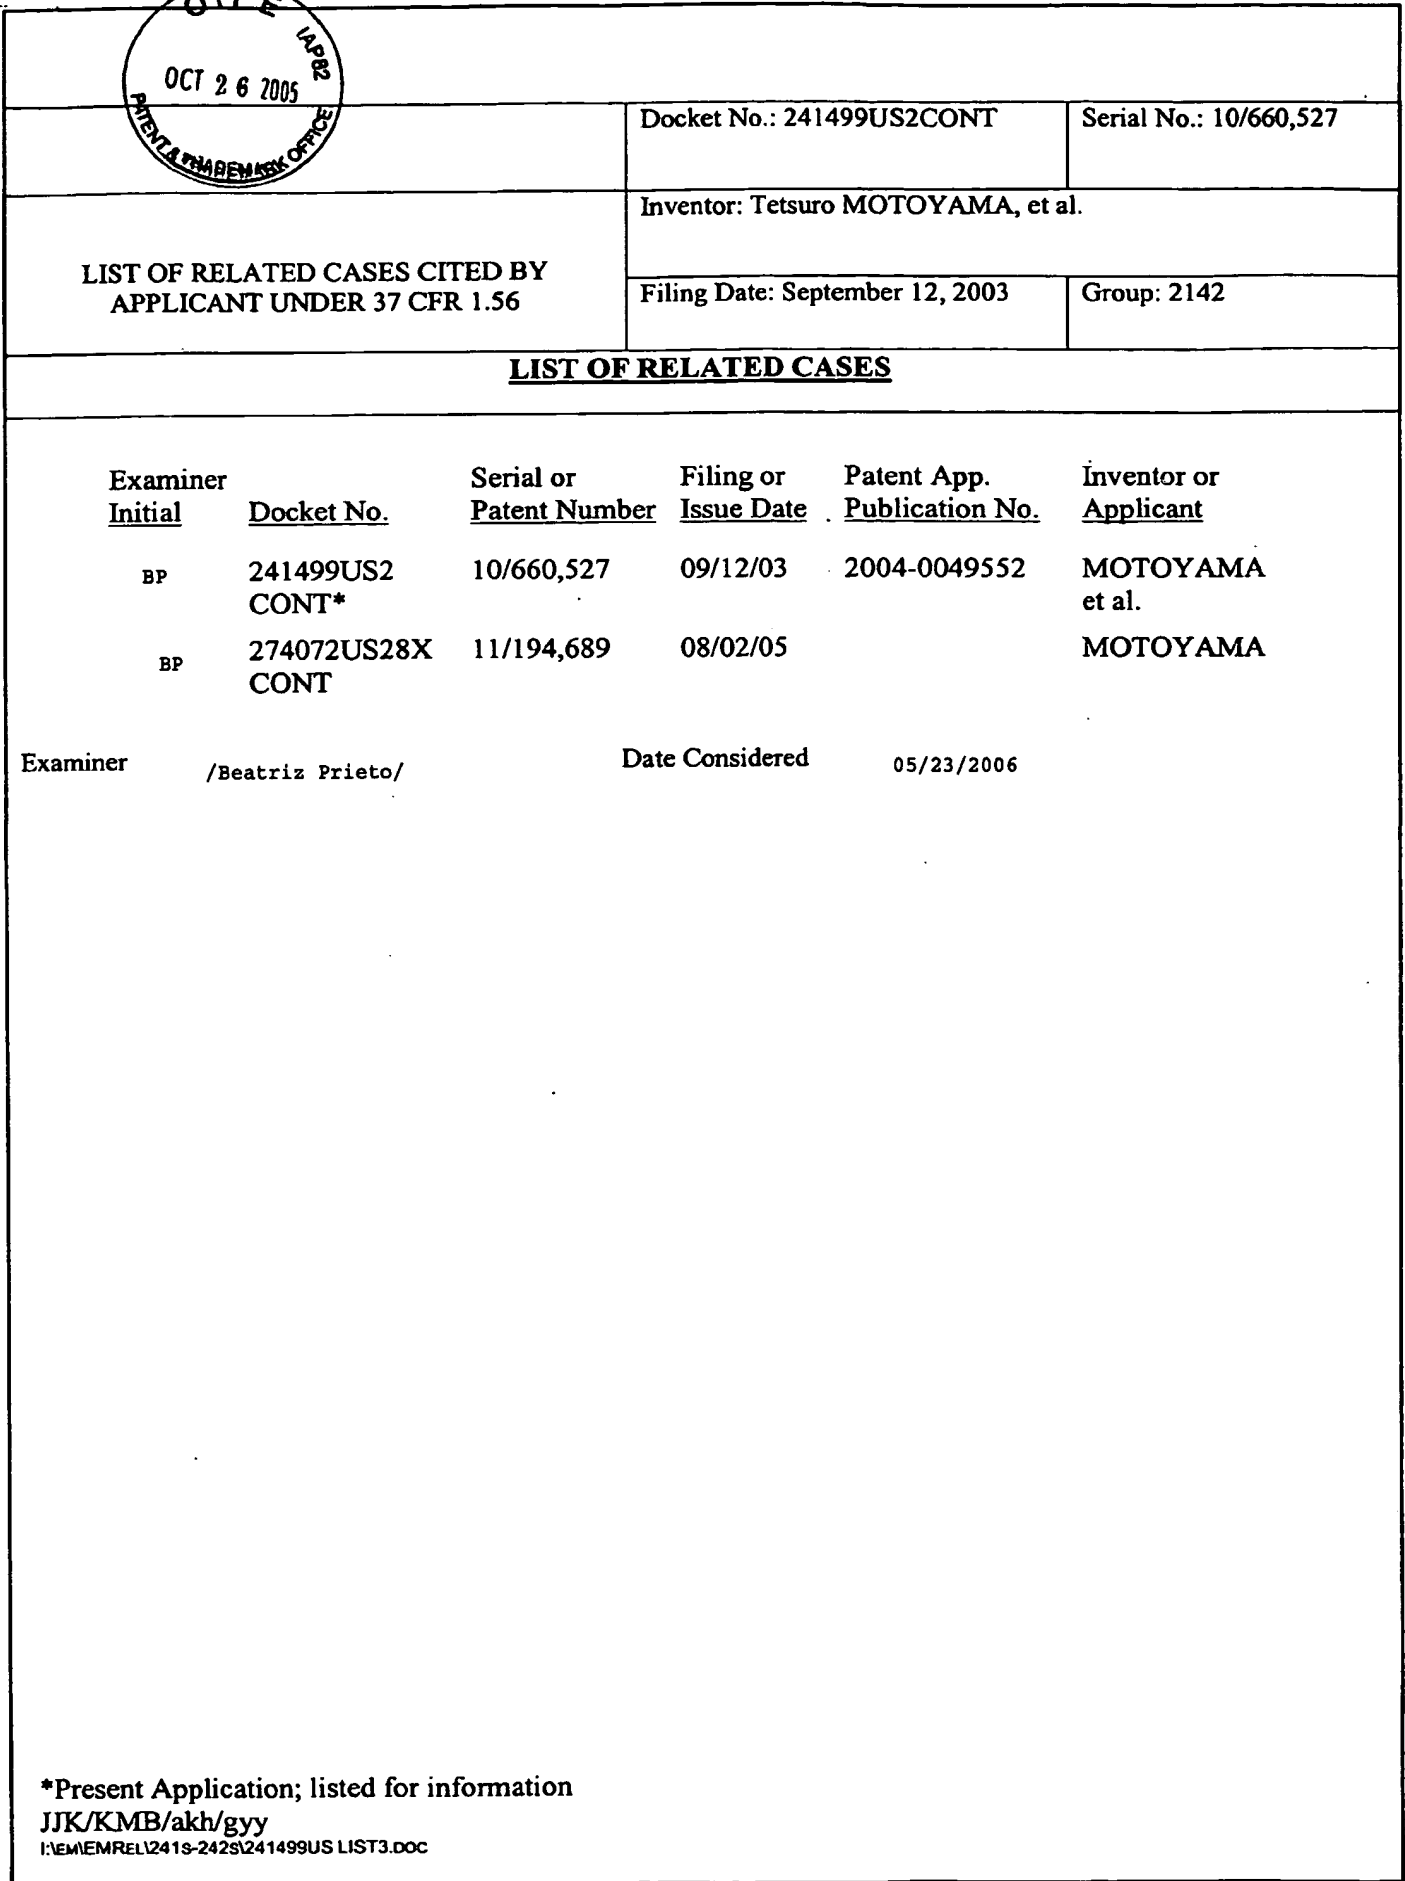 OIPE IAP82
OCT 26 2005
PATENT & TRADEMARK OFFICE
Docket No.: 241499US2CONT
Serial No.: 10/660,527
Inventor: Tetsuro MOTOYAMA, et al.
LIST OF RELATED CASES CITED BY
APPLICANT UNDER 37 CFR 1.56
Filing Date: September 12, 2003
Group: 2142
LIST OF RELATED CASES
Examiner Serial or Filing or Patent App. Inventor or
Initial Docket No. Patent Number Issue Date Publication No. Applicant
BP 241499US2 10/660,527 09/12/03 2004-0049552 MOTOYAMA
CONT* et al.
BP 274072US28X 11/194,689 08/02/05 MOTOYAMA
CONT
Examiner /Beatriz Prieto/ Date Considered 05/23/2006
*Present Application; listed for information
JJK/KMB/akh/gyy
I:\EM\EMREL\241S-242S\241499US LIST3.DOC